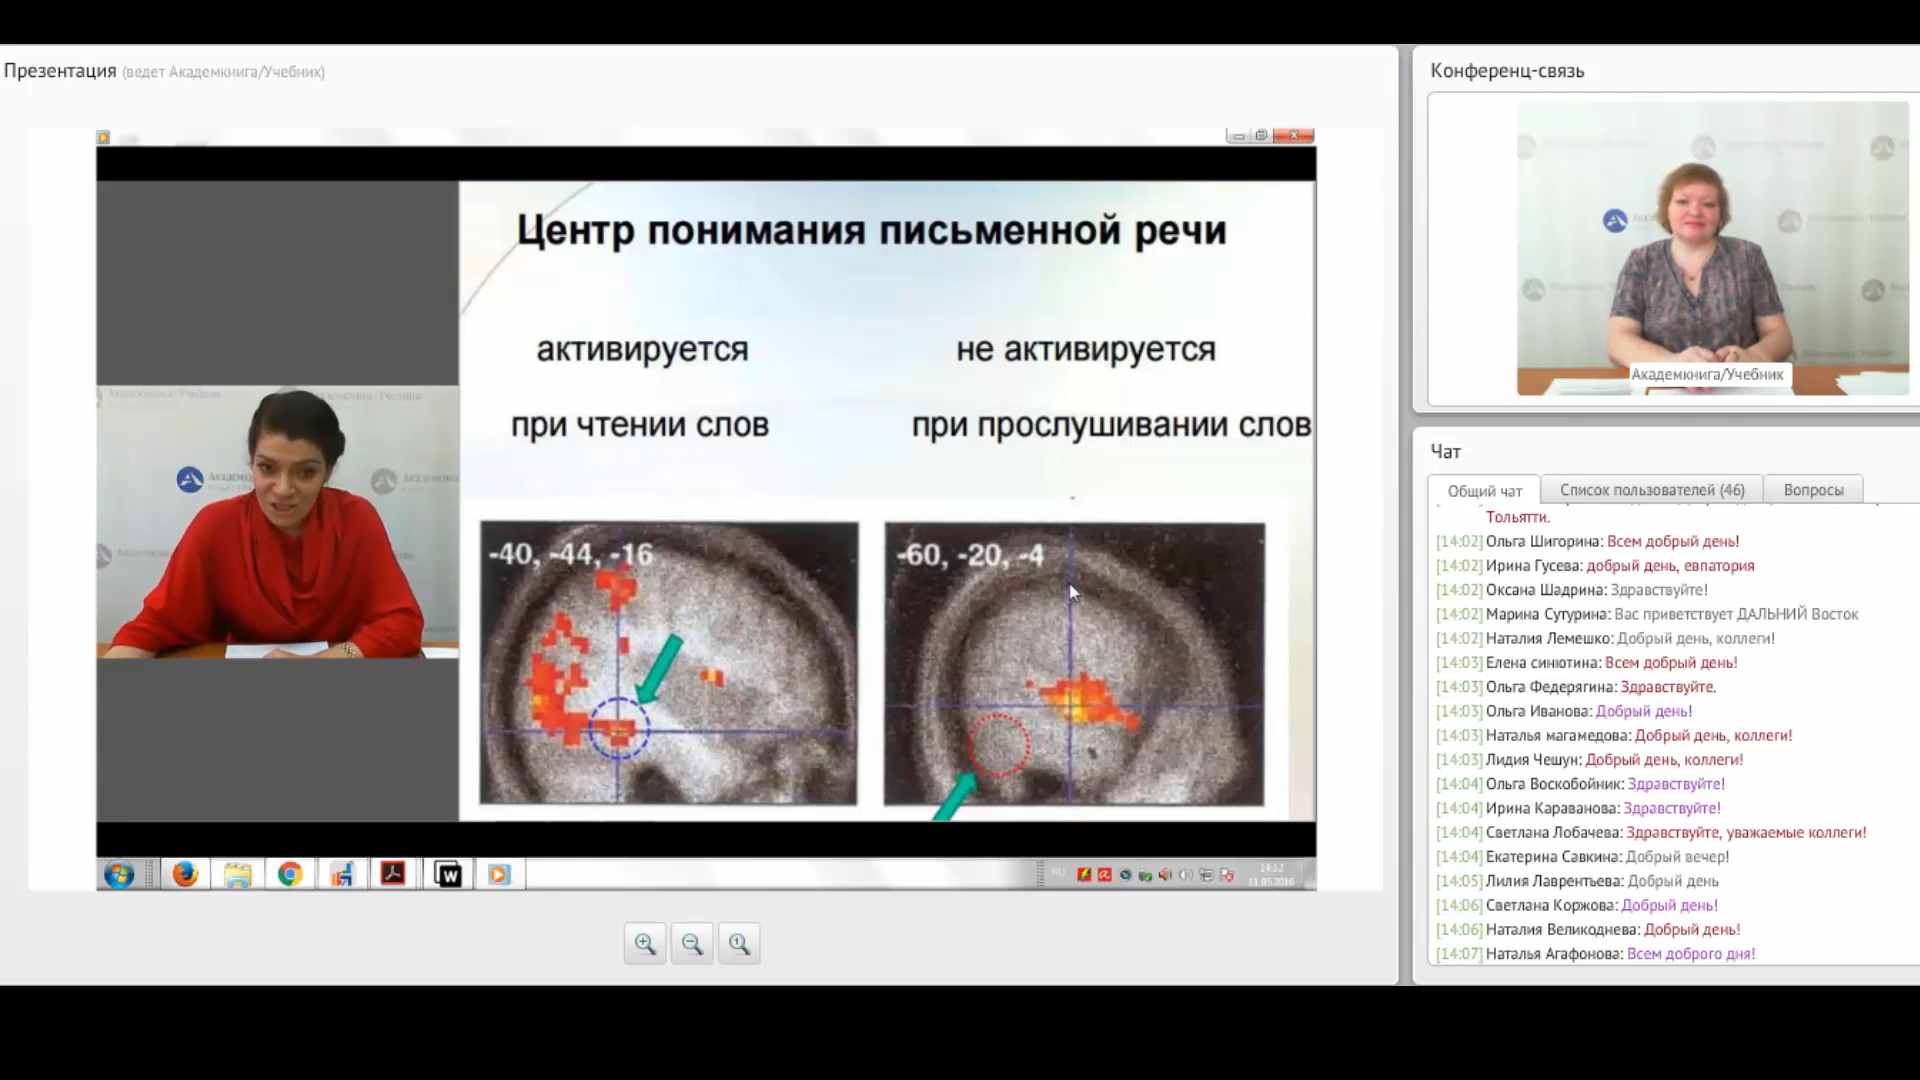 Презентация (ведет Академкнига/Учебник)
Центр понимания письменной речи
активируется
не активируется
при чтении слов
при прослушивании слов
-40, -44, -16
-60, -20, -4
RU
14:12
11.05.2016
Конференц-связь
Академкнига/Учебник
Чат
Общий чат
Список пользователей (46)
Вопросы
Тольятти.
[14:02] Ольга Шигорина: Всем добрый день!
[14:02] Ирина Гусева: добрый день, евпатория
[14:02] Оксана Шадрина: Здравствуйте!
[14:02] Марина Сутурина: Вас приветствует ДАЛЬНИЙ Восток
[14:02] Наталия Лемешко: Добрый день, коллеги!
[14:03] Елена синютина: Всем добрый день!
[14:03] Ольга Федерягина: Здравствуйте.
[14:03] Ольга Иванова: Добрый день!
[14:03] Наталья магамедова: Добрый день, коллеги!
[14:03] Лидия Чешун: Добрый день, коллеги!
[14:04] Ольга Воскобойник: Здравствуйте!
[14:04] Ирина Караванова: Здравствуйте!
[14:04] Светлана Лобачева: Здравствуйте, уважаемые коллеги!
[14:04] Екатерина Савкина: Добрый вечер!
[14:05] Лилия Лаврентьева: Добрый день
[14:06] Светлана Коржова: Добрый день!
[14:06] Наталия Великоднева: Добрый день!
[14:07] Наталья Агафонова: Всем доброго дня!